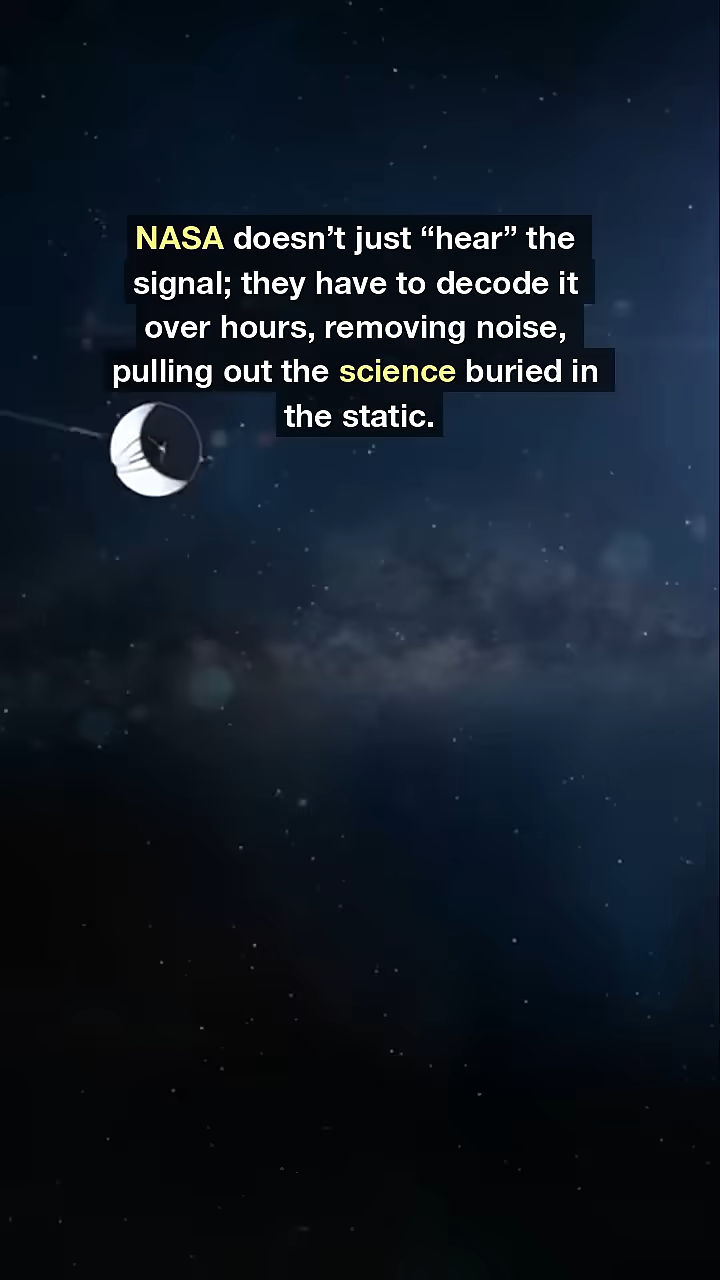 NASA doesn’t just “hear” the
signal; they have to decode it
over hours, removing noise,
pulling out the science buried in
the static.